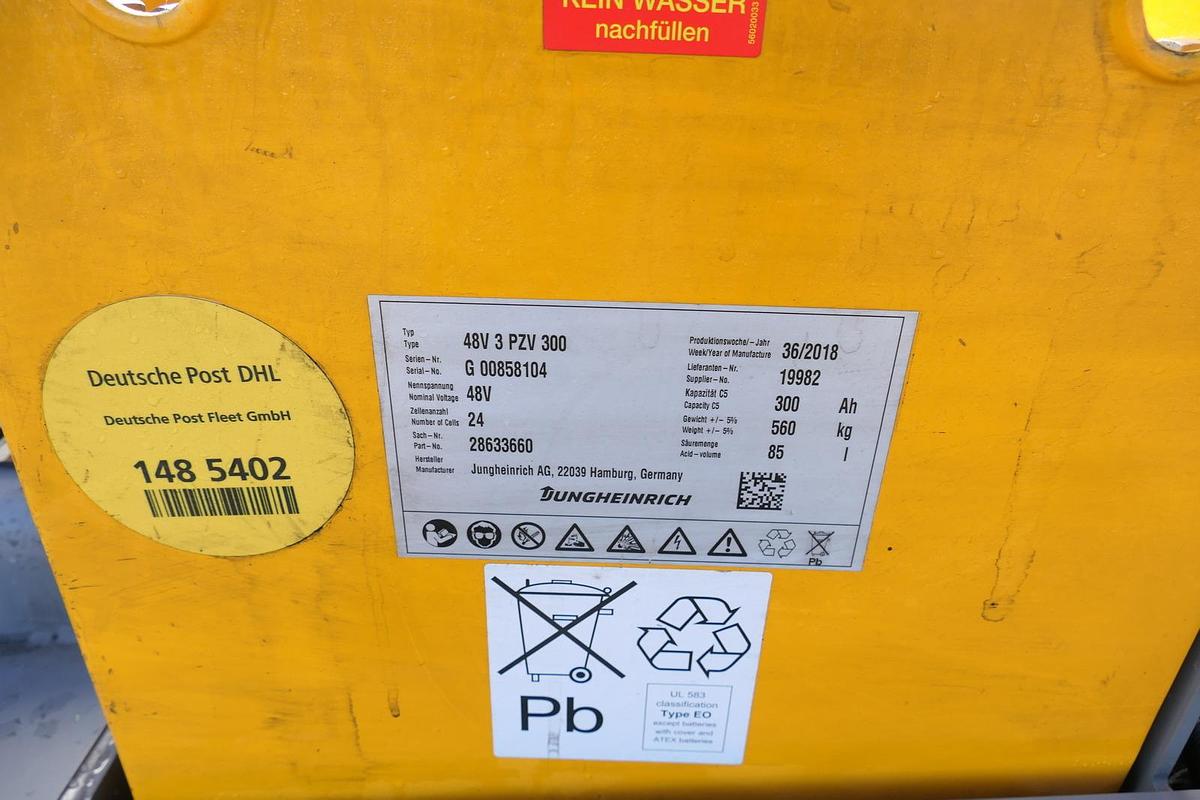 KEIN WASSER
nachfüllen
56020033
Deutsche Post DHL
Deutsche Post Fleet GmbH
148 5402
Typ
Type 48V 3 PZV 300
Serien-Nr.
Serial-No. G 00858104
Nennspannung
Nominal Voltage 48V
Zellenanzahl
Number of Cells 24
Sach-Nr.
Part-No. 28633660
Hersteller
Manufacturer Jungheinrich AG, 22039 Hamburg, Germany
Produktionswoche/-Jahr
Week/Year of Manufacture 36/2018
Lieferanten-Nr.
Supplier-No. 19982
Kapazität C5
Capacity C5 300 Ah
Gewicht +/- 5%
Weight +/- 5% 560 kg
Säuremenge
Acid-volume 85 l
JUNGHEINRICH
Pb
Pb
UL 583
classification
Type EO
except batteries
with cover and
ATEX batteries